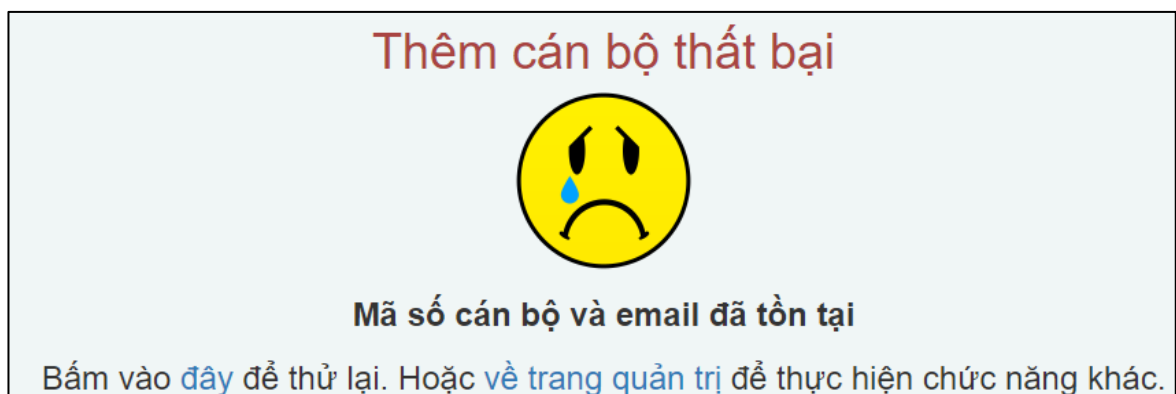 Thêm cán bộ thất bại
Mã số cán bộ và email đã tồn tại
Bấm vào đây để thử lại. Hoặc về trang quản trị để thực hiện chức năng khác.